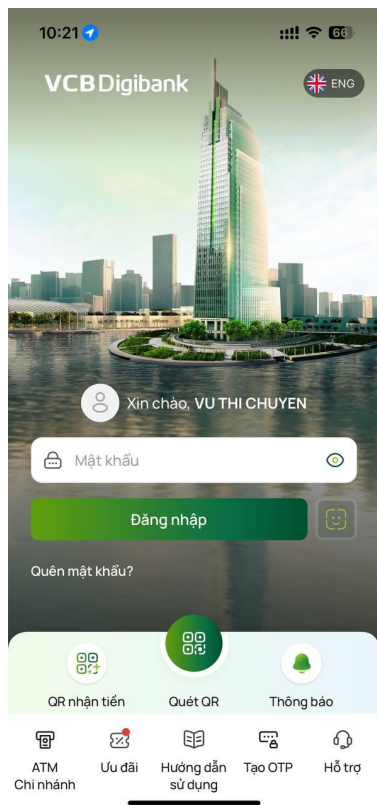 10:21
66
VCB Digibank
ENG
Xin chào, VU THI CHUYEN
Mật khẩu
Đăng nhập
Quên mật khẩu?
QR nhận tiền
Quét QR
Thông báo
ATM
Chi nhánh
Ưu đãi
Hướng dẫn
sử dụng
Tạo OTP
Hỗ trợ